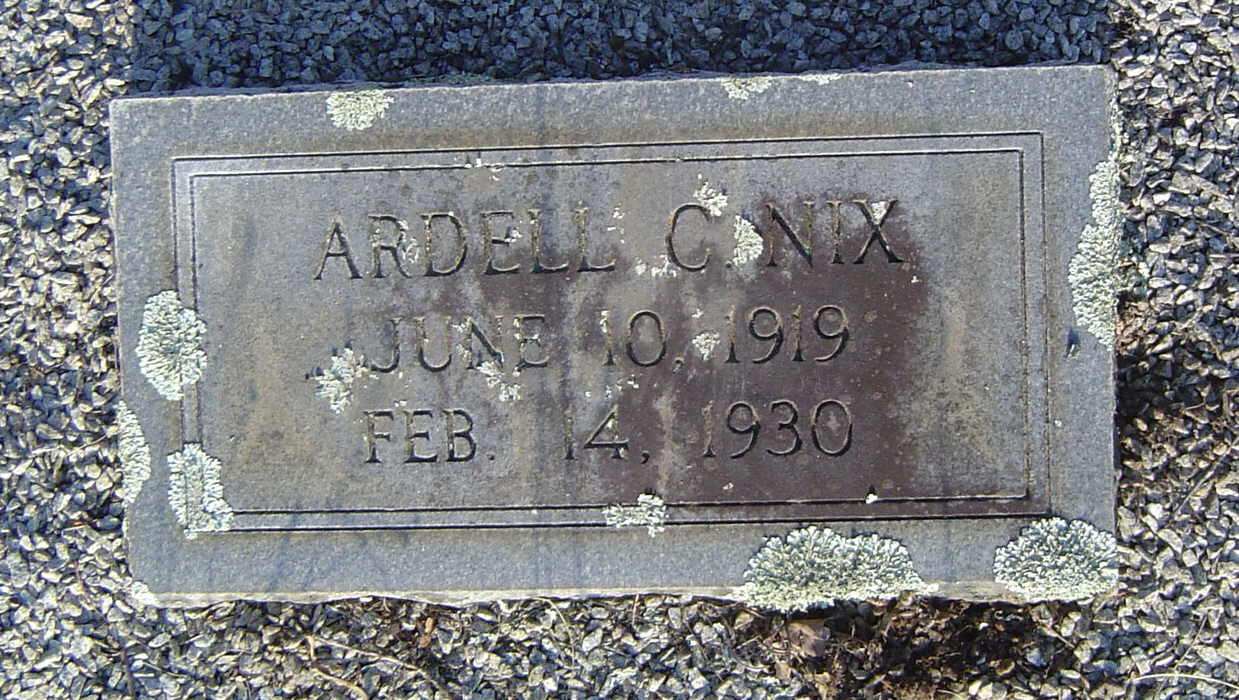 ARDELL C. NIX
JUNE 10, 1919
FEB. 14, 1930